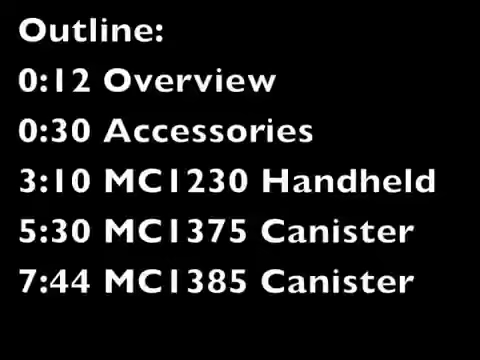 Outline:
0:12 Overview
0:30 Accessories
3:10 MC1230 Handheld
5:30 MC1375 Canister
7:44 MC1385 Canister